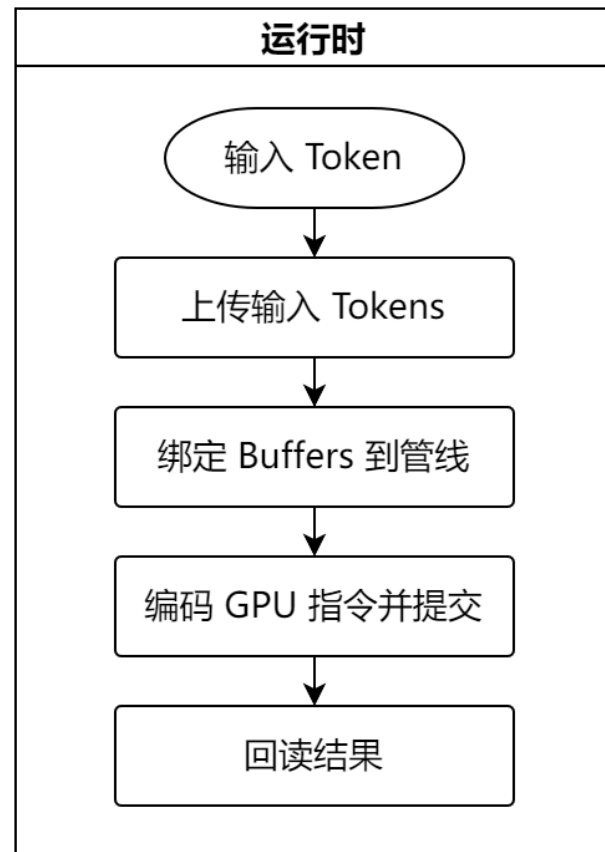 运行时
输入 Token
上传输入 Tokens
绑定 Buffers 到管线
编码 GPU 指令并提交
回读结果